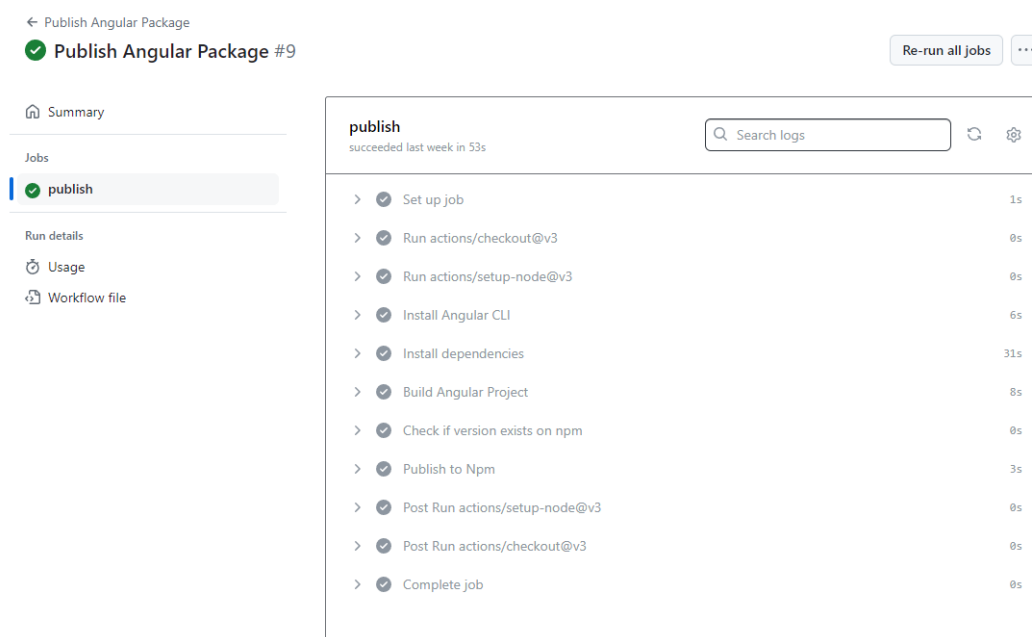 Publish Angular Package
Publish Angular Package #9
Re-run all jobs
Summary
Jobs
publish
Run details
Usage
Workflow file
publish
succeeded last week in 53s
Search logs
Set up job 1s
Run actions/checkout@v3 0s
Run actions/setup-node@v3 0s
Install Angular CLI 6s
Install dependencies 31s
Build Angular Project 8s
Check if version exists on npm 0s
Publish to Npm 3s
Post Run actions/setup-node@v3 0s
Post Run actions/checkout@v3 0s
Complete job 0s